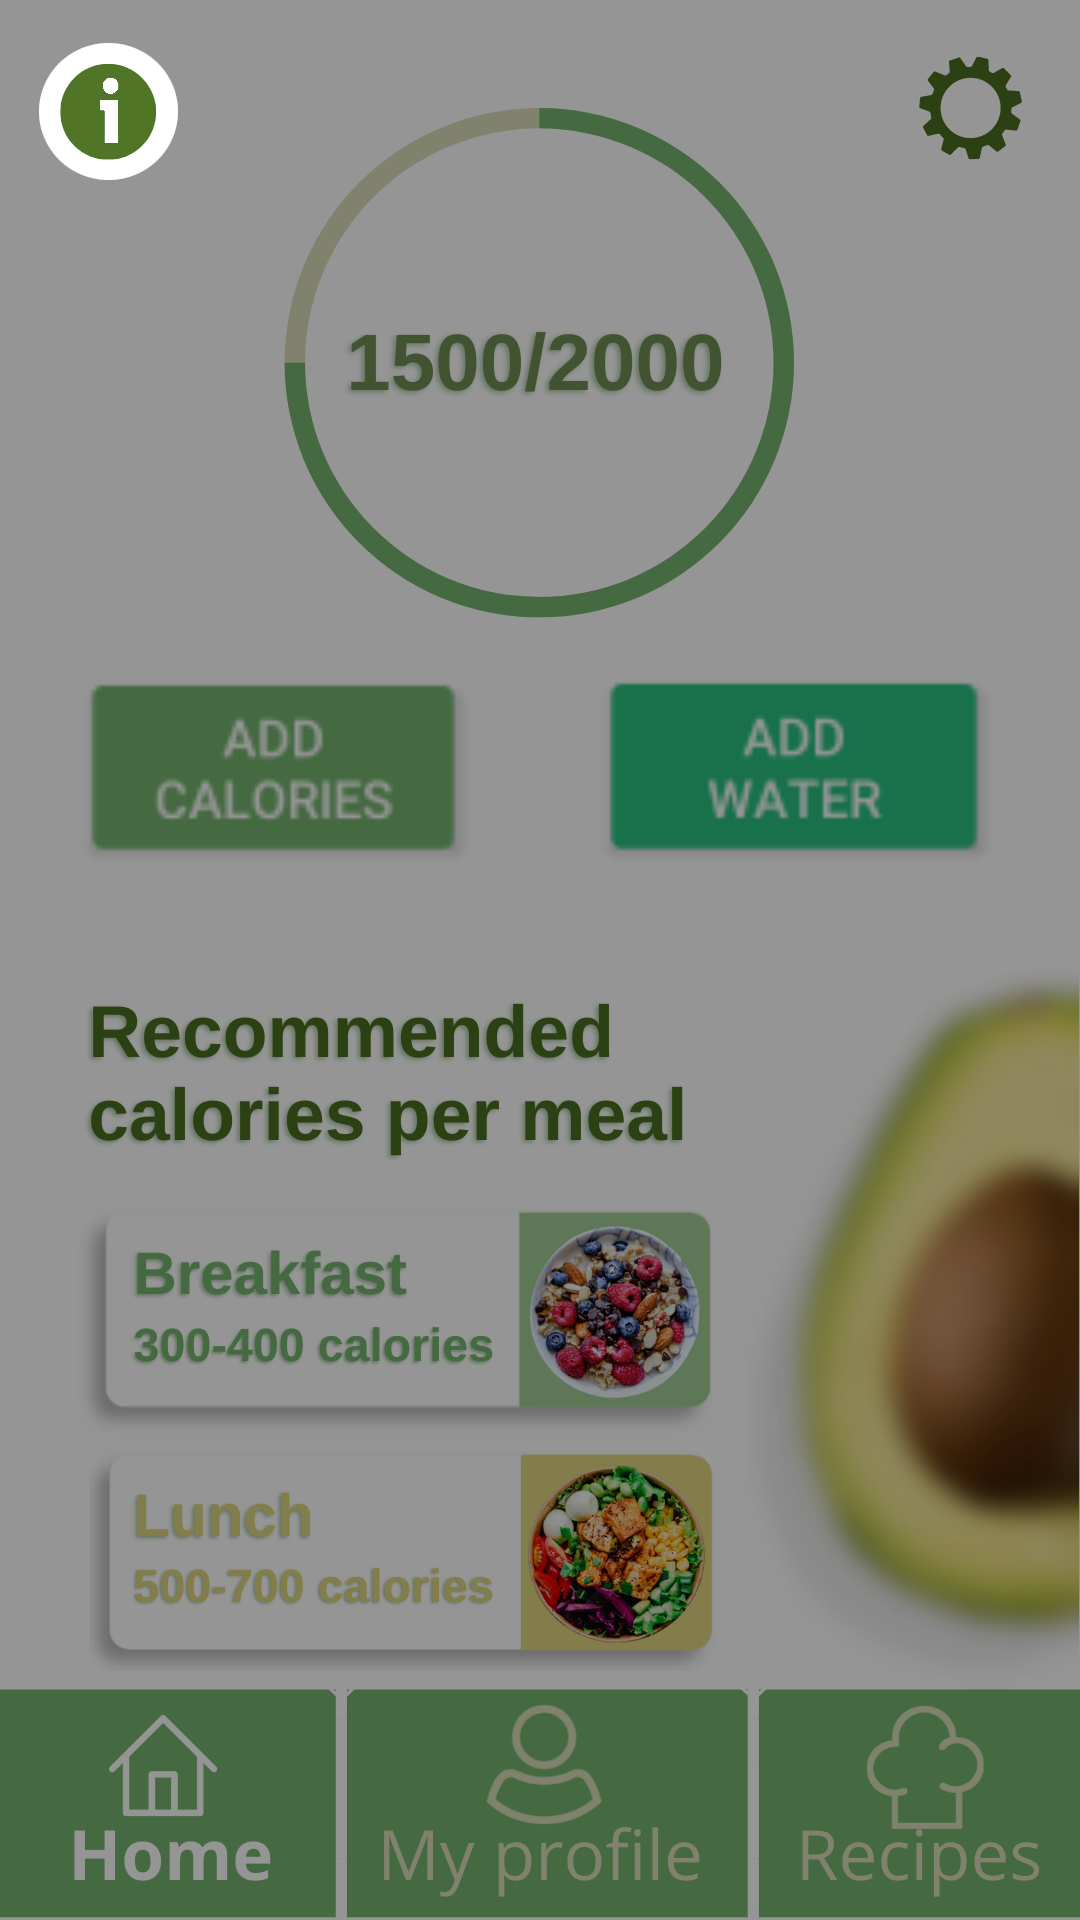 i
1500/2000
ADD
CALORIES
ADD
WATER
Recommended
calories per meal
Breakfast
300-400 calories
Lunch
500-700 calories
Home
My profile
Recipes